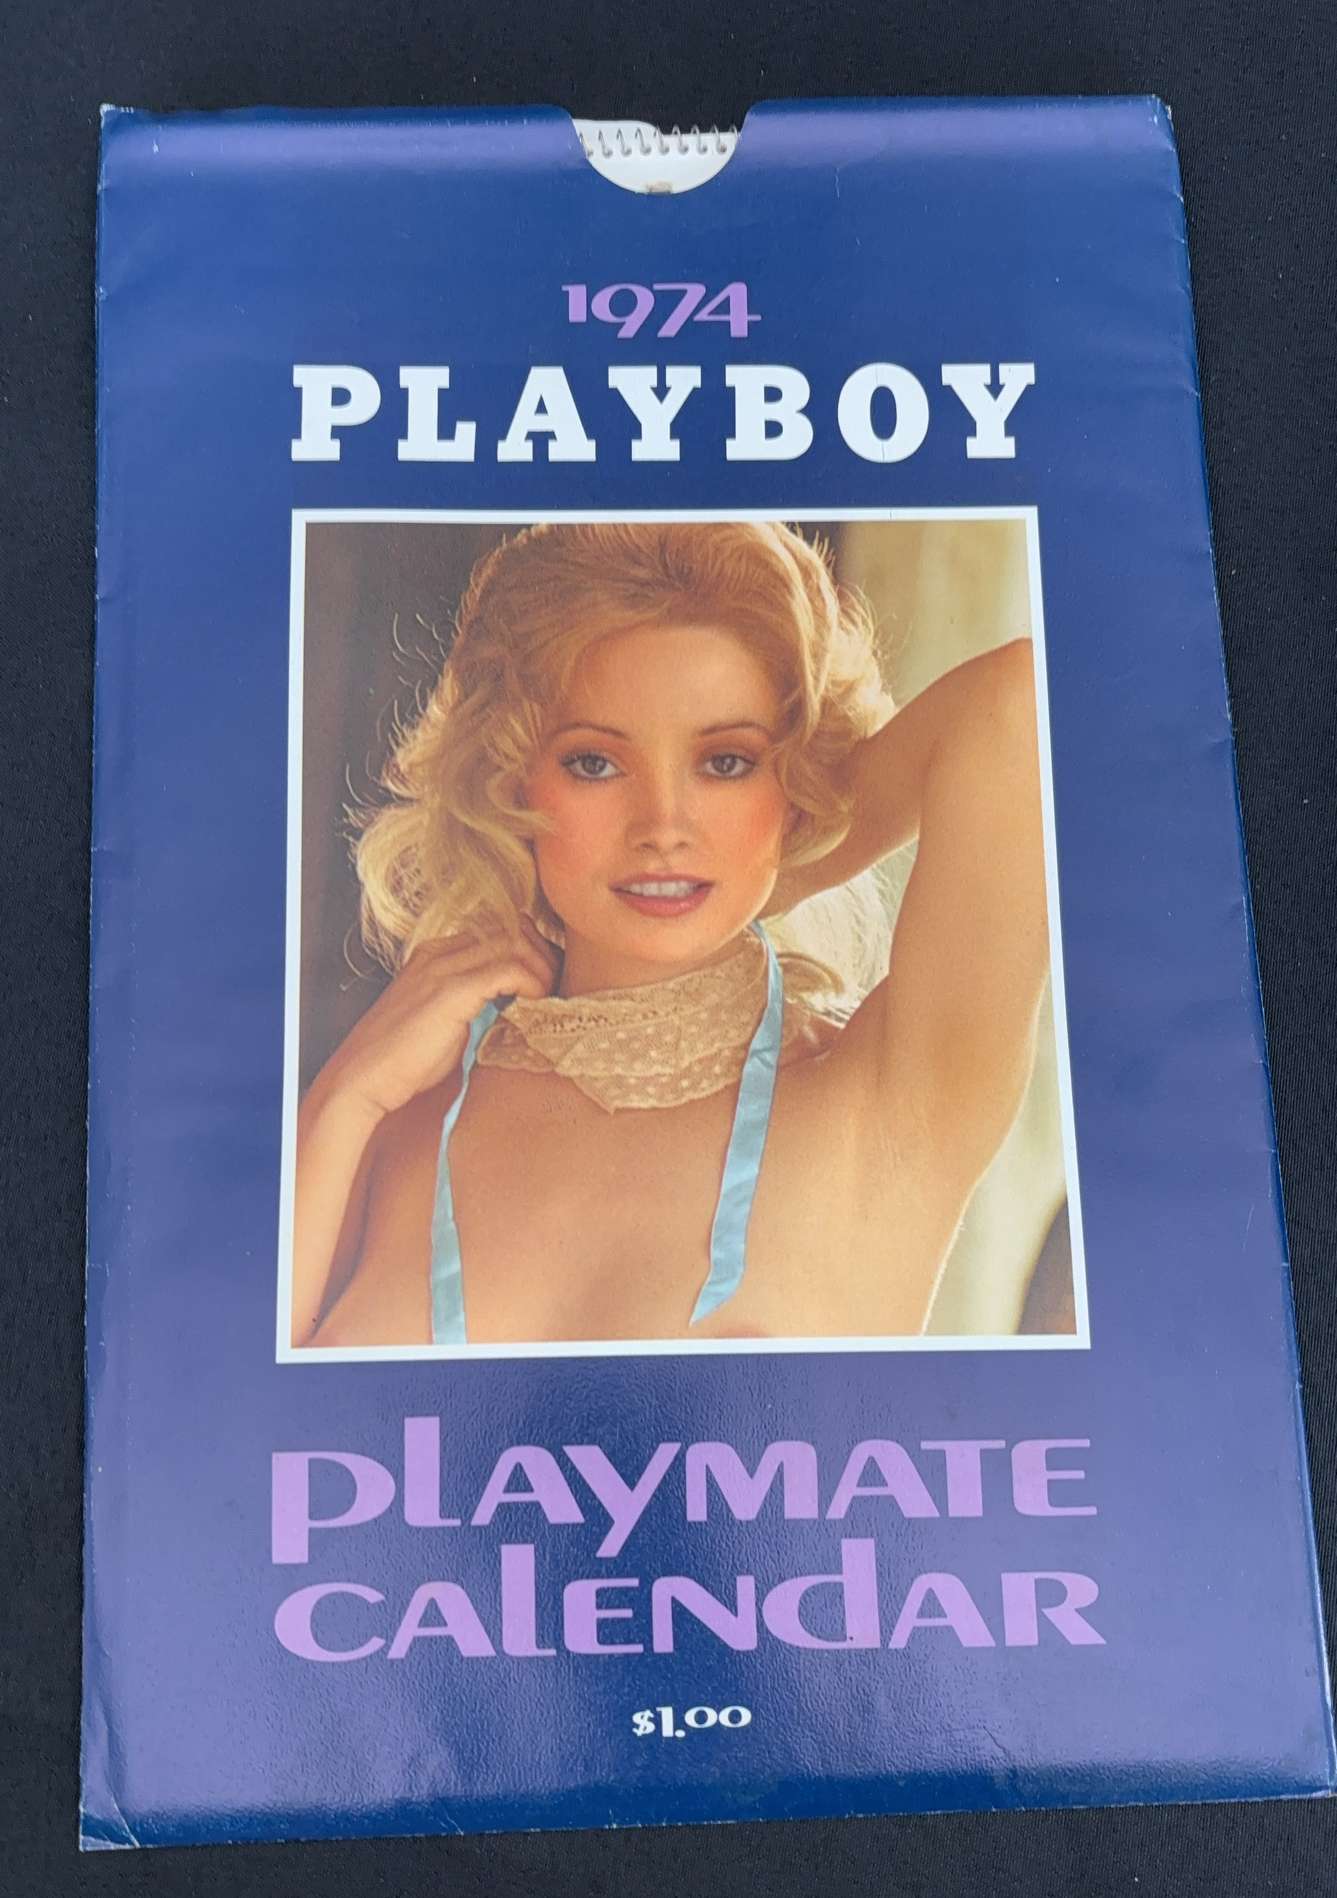 1974
PLAYBOY
PLAYMATE
CALENDAR
$1.00